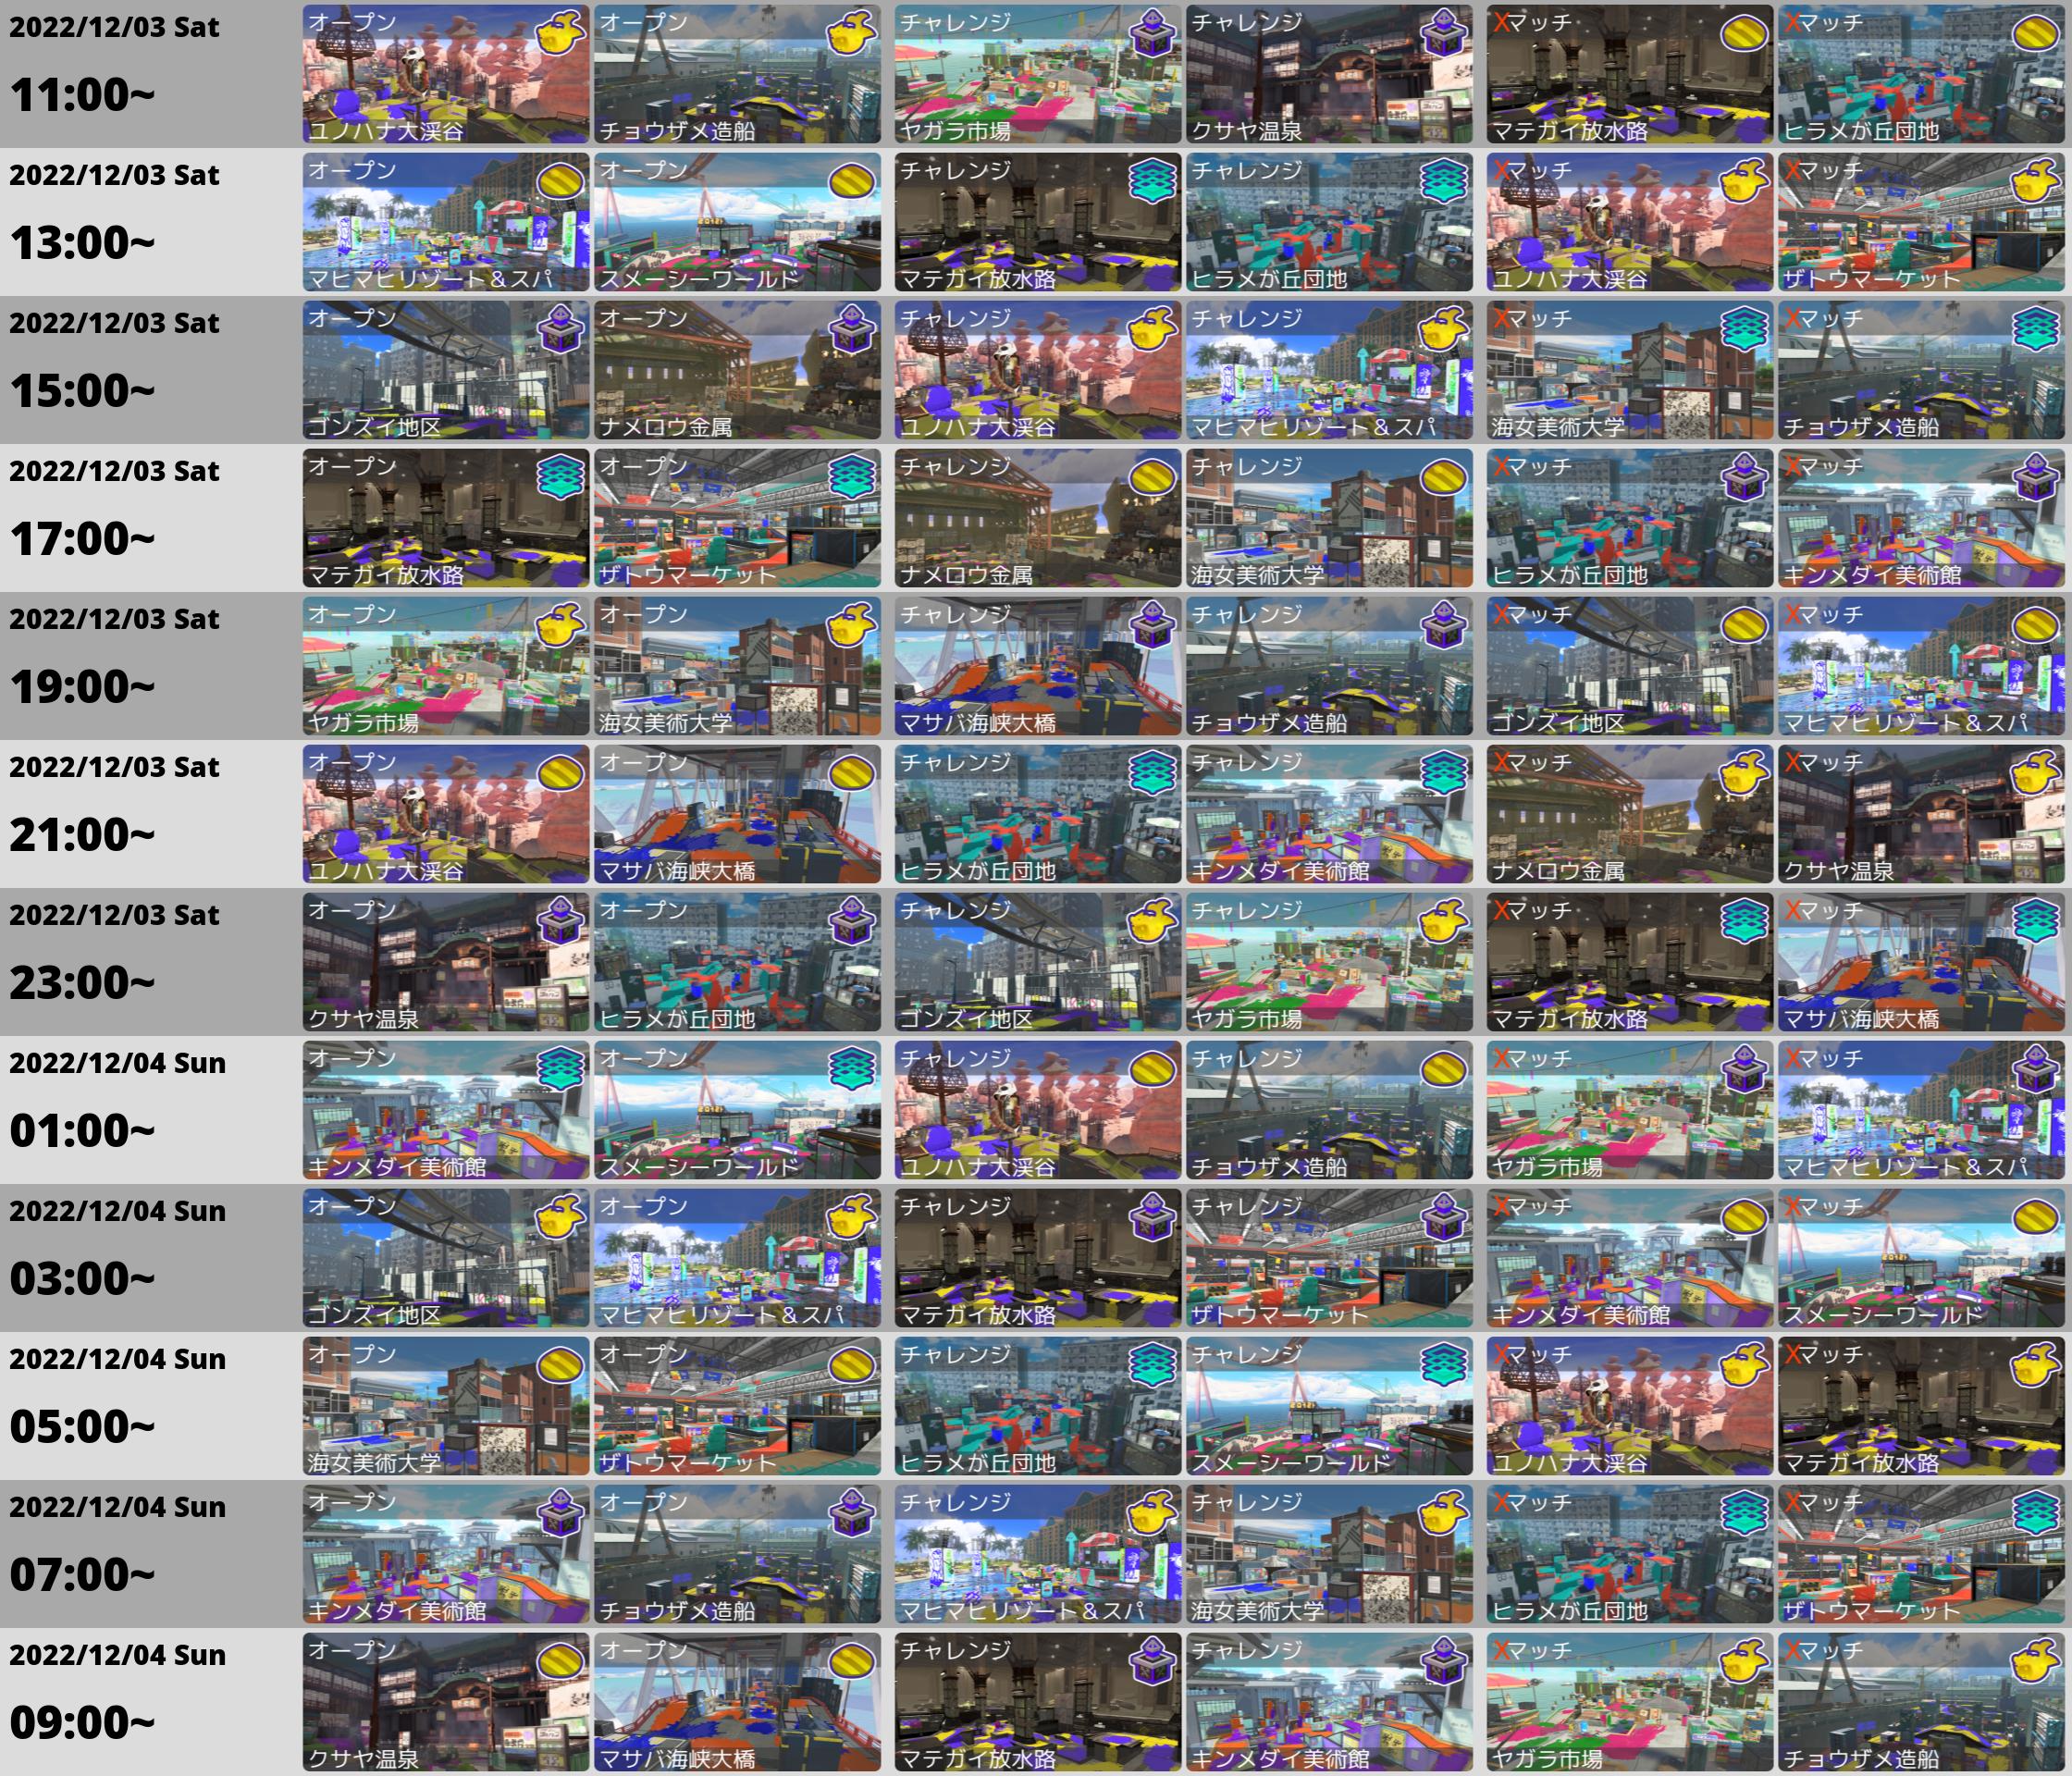 2022/12/03 Sat
11:00~
オープン オープン チャレンジ チャレンジ Xマッチ Xマッチ
ユノハナ大渓谷 チョウザメ造船 ヤガラ市場 クサヤ温泉 マテガイ放水路 ヒラメが丘団地
2022/12/03 Sat
13:00~
オープン オープン チャレンジ チャレンジ Xマッチ Xマッチ
マヒマヒリゾート&スパ スメーシーワールド マテガイ放水路 ヒラメが丘団地 ユノハナ大渓谷 ザトウマーケット
2022/12/03 Sat
15:00~
オープン オープン チャレンジ チャレンジ Xマッチ Xマッチ
ゴンズイ地区 ナメロウ金属 ユノハナ大渓谷 マヒマヒリゾート&スパ 海女美術大学 チョウザメ造船
2022/12/03 Sat
17:00~
オープン オープン チャレンジ チャレンジ Xマッチ Xマッチ
マテガイ放水路 ザトウマーケット ナメロウ金属 海女美術大学 ヒラメが丘団地 キンメダイ美術館
2022/12/03 Sat
19:00~
オープン オープン チャレンジ チャレンジ Xマッチ Xマッチ
ヤガラ市場 海女美術大学 マサバ海峡大橋 チョウザメ造船 ゴンズイ地区 マヒマヒリゾート&スパ
2022/12/03 Sat
21:00~
オープン オープン チャレンジ チャレンジ Xマッチ Xマッチ
ユノハナ大渓谷 マサバ海峡大橋 ヒラメが丘団地 キンメダイ美術館 ナメロウ金属 クサヤ温泉
2022/12/03 Sat
23:00~
オープン オープン チャレンジ チャレンジ Xマッチ Xマッチ
クサヤ温泉 ヒラメが丘団地 ゴンズイ地区 ヤガラ市場 マテガイ放水路 マサバ海峡大橋
2022/12/04 Sun
01:00~
オープン オープン チャレンジ チャレンジ Xマッチ Xマッチ
キンメダイ美術館 スメーシーワールド ユノハナ大渓谷 チョウザメ造船 ヤガラ市場 マヒマヒリゾート&スパ
2022/12/04 Sun
03:00~
オープン オープン チャレンジ チャレンジ Xマッチ Xマッチ
ゴンズイ地区 マヒマヒリゾート&スパ マテガイ放水路 ザトウマーケット キンメダイ美術館 スメーシーワールド
2022/12/04 Sun
05:00~
オープン オープン チャレンジ チャレンジ Xマッチ Xマッチ
海女美術大学 ザトウマーケット ヒラメが丘団地 スメーシーワールド ユノハナ大渓谷 マテガイ放水路
2022/12/04 Sun
07:00~
オープン オープン チャレンジ チャレンジ Xマッチ Xマッチ
キンメダイ美術館 チョウザメ造船 マヒマヒリゾート&スパ 海女美術大学 ヒラメが丘団地 ザトウマーケット
2022/12/04 Sun
09:00~
オープン オープン チャレンジ チャレンジ Xマッチ Xマッチ
クサヤ温泉 マサバ海峡大橋 マテガイ放水路 キンメダイ美術館 ヤガラ市場 チョウザメ造船